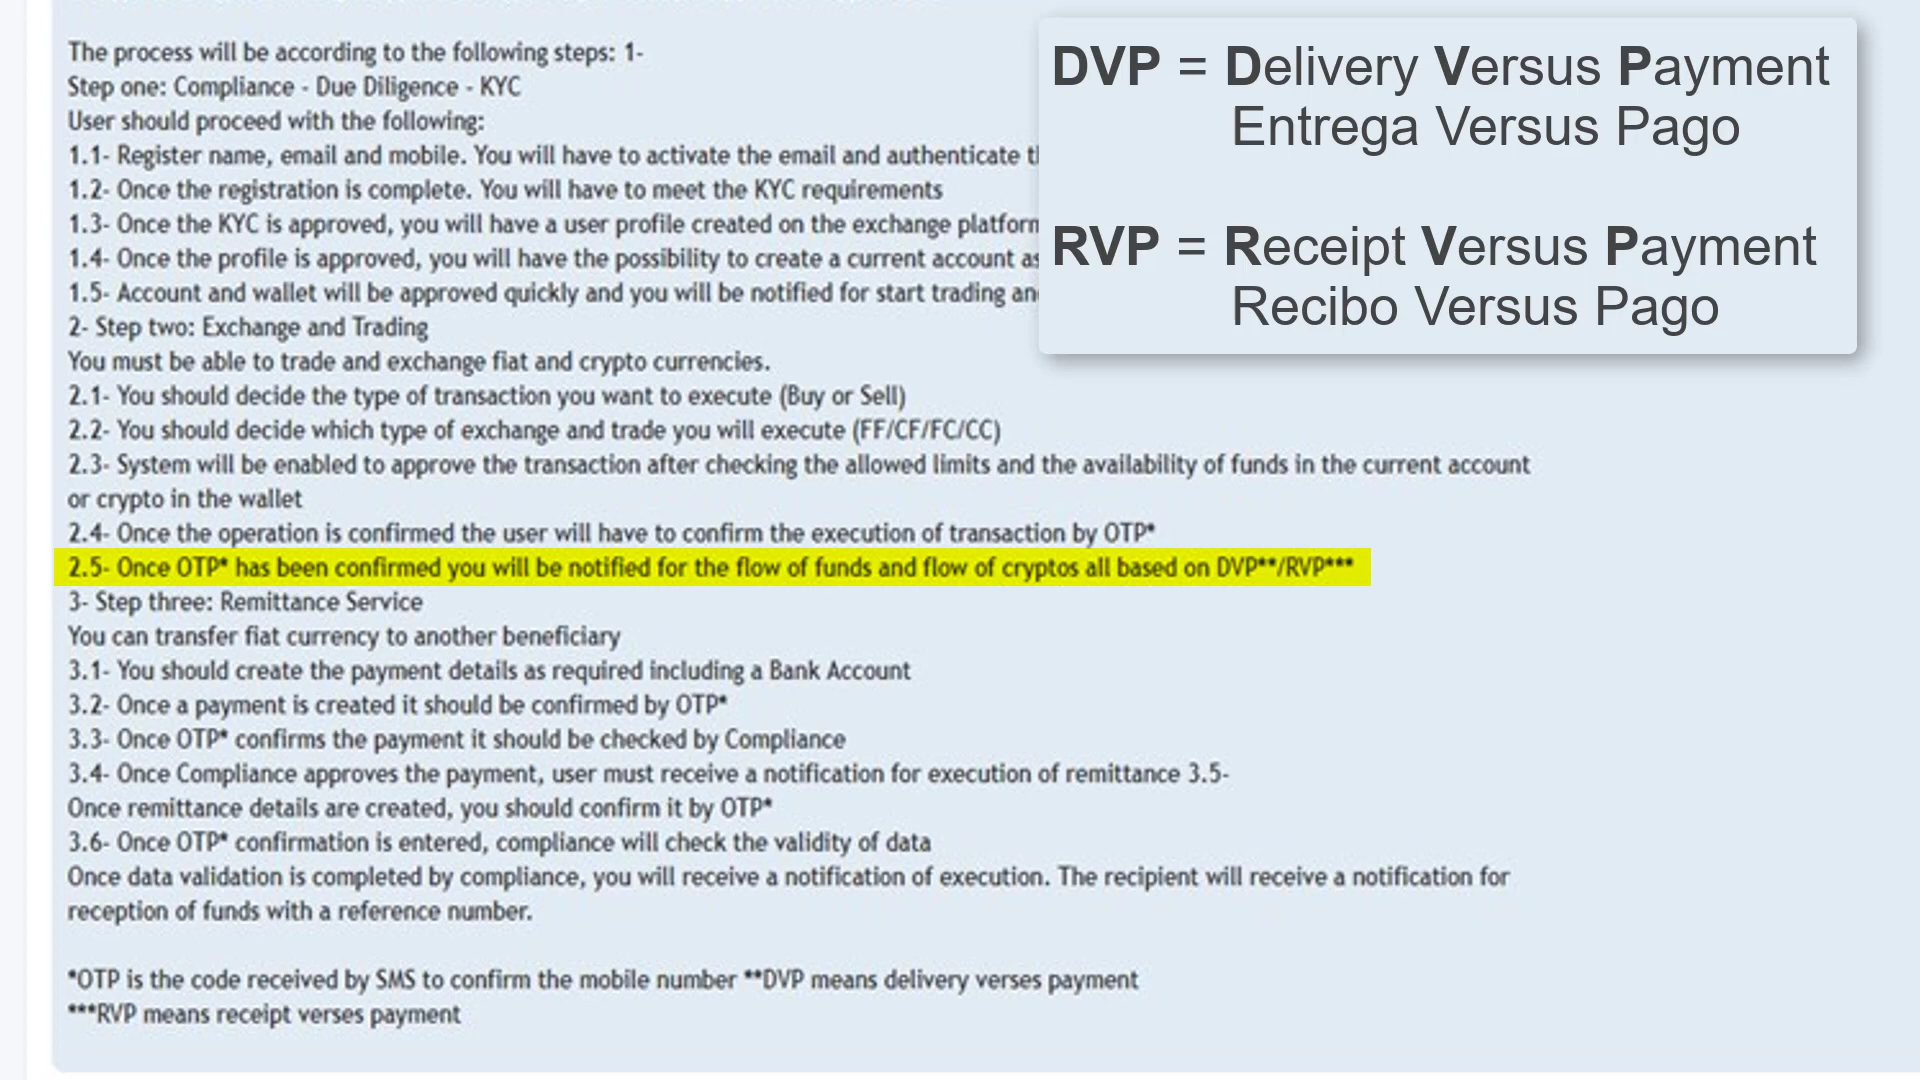 The process will be according to the following steps: 1-
Step one: Compliance - Due Diligence - KYC
User should proceed with the following:
1.1- Register name, email and mobile. You will have to activate the email and authenticate
1.2- Once the registration is complete. You will have to meet the KYC requirements
1.3- Once the KYC is approved, you will have a user profile created on the exchange platform
1.4- Once the profile is approved, you will have the possibility to create a current account as
1.5- Account and wallet will be approved quickly and you will be notified for start trading
2- Step two: Exchange and Trading
You must be able to trade and exchange fiat and crypto currencies.
2.1- You should decide the type of transaction you want to execute (Buy or Sell)
2.2- You should decide which type of exchange and trade you will execute (FF/CF/FC/CC)
2.3- System will be enabled to approve the transaction after checking the allowed limits and the availability of funds in the current account
or crypto in the wallet
2.4- Once the operation is confirmed the user will have to confirm the execution of transaction by OTP*
2.5- Once OTP* has been confirmed you will be notified for the flow of funds and flow of cryptos all based on DVP**/RVP***
3- Step three: Remittance Service
You can transfer fiat currency to another beneficiary
3.1- You should create the payment details as required including a Bank Account
3.2- Once a payment is created it should be confirmed by OTP*
3.3- Once OTP* confirms the payment it should be checked by Compliance
3.4- Once Compliance approves the payment, user must receive a notification for execution of remittance 3.5-
Once remittance details are created, you should confirm it by OTP*
3.6- Once OTP* confirmation is entered, compliance will check the validity of data
Once data validation is completed by compliance, you will receive a notification of execution. The recipient will receive a notification for
reception of funds with a reference number.
*OTP is the code received by SMS to confirm the mobile number **DVP means delivery verses payment
***RVP means receipt verses payment
DVP = Delivery Versus Payment
Entrega Versus Pago
RVP = Receipt Versus Payment
Recibo Versus Pago